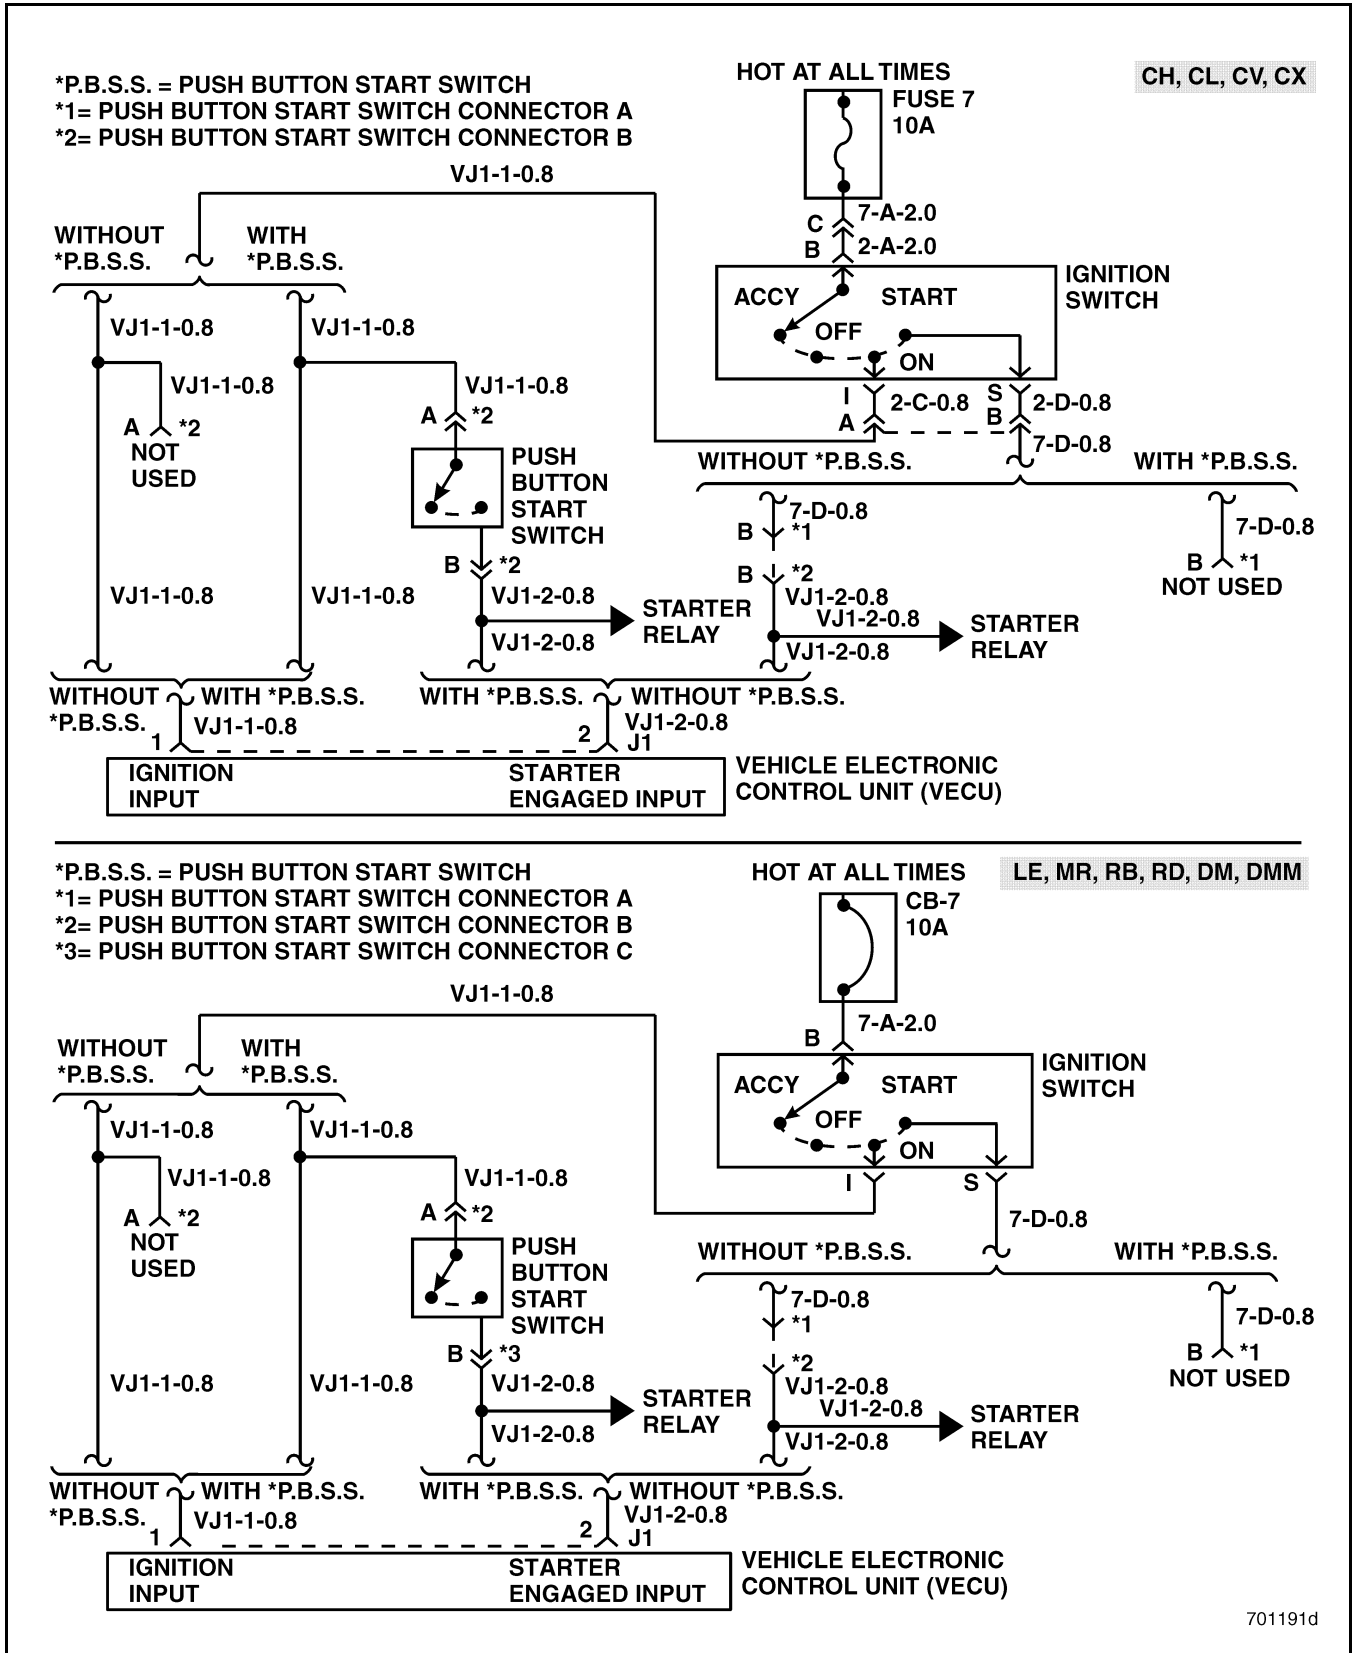 *P.B.S.S. = PUSH BUTTON START SWITCH
*1= PUSH BUTTON START SWITCH CONNECTOR A
*2= PUSH BUTTON START SWITCH CONNECTOR B
HOT AT ALL TIMES
FUSE 7
10A
CH, CL, CV, CX
VJ1-1-0.8
C
7-A-2.0
B
2-A-2.0
WITHOUT
*P.B.S.S.
WITH
*P.B.S.S.
IGNITION
SWITCH
ACCY
START
OFF
ON
VJ1-1-0.8
VJ1-1-0.8
VJ1-1-0.8
VJ1-1-0.8
I
2-C-0.8
S
2-D-0.8
A
B
7-D-0.8
A
*2
NOT
USED
A
*2
PUSH
BUTTON
START
SWITCH
WITHOUT *P.B.S.S.
WITH *P.B.S.S.
7-D-0.8
B
*1
7-D-0.8
B
*1
NOT USED
B
*2
B
*2
VJ1-1-0.8
VJ1-1-0.8
VJ1-2-0.8
STARTER
RELAY
VJ1-2-0.8
VJ1-2-0.8
VJ1-2-0.8
STARTER
RELAY
VJ1-2-0.8
WITHOUT
*P.B.S.S.
WITH *P.B.S.S.
WITH *P.B.S.S.
WITHOUT *P.B.S.S.
1
VJ1-1-0.8
2
VJ1-2-0.8
J1
IGNITION
INPUT
STARTER
ENGAGED INPUT
VEHICLE ELECTRONIC
CONTROL UNIT (VECU)
*P.B.S.S. = PUSH BUTTON START SWITCH
*1= PUSH BUTTON START SWITCH CONNECTOR A
*2= PUSH BUTTON START SWITCH CONNECTOR B
*3= PUSH BUTTON START SWITCH CONNECTOR C
HOT AT ALL TIMES
CB-7
10A
LE, MR, RB, RD, DM, DMM
VJ1-1-0.8
B
7-A-2.0
WITHOUT
*P.B.S.S.
WITH
*P.B.S.S.
IGNITION
SWITCH
ACCY
START
OFF
ON
VJ1-1-0.8
VJ1-1-0.8
VJ1-1-0.8
VJ1-1-0.8
I
S
7-D-0.8
A
*2
NOT
USED
A
*2
PUSH
BUTTON
START
SWITCH
WITHOUT *P.B.S.S.
WITH *P.B.S.S.
7-D-0.8
*1
7-D-0.8
B
*1
NOT USED
B
*3
*2
VJ1-1-0.8
VJ1-1-0.8
VJ1-2-0.8
STARTER
RELAY
VJ1-2-0.8
VJ1-2-0.8
VJ1-2-0.8
STARTER
RELAY
VJ1-2-0.8
WITHOUT
*P.B.S.S.
WITH *P.B.S.S.
WITH *P.B.S.S.
WITHOUT *P.B.S.S.
1
VJ1-1-0.8
2
VJ1-2-0.8
J1
IGNITION
INPUT
STARTER
ENGAGED INPUT
VEHICLE ELECTRONIC
CONTROL UNIT (VECU)
701191d